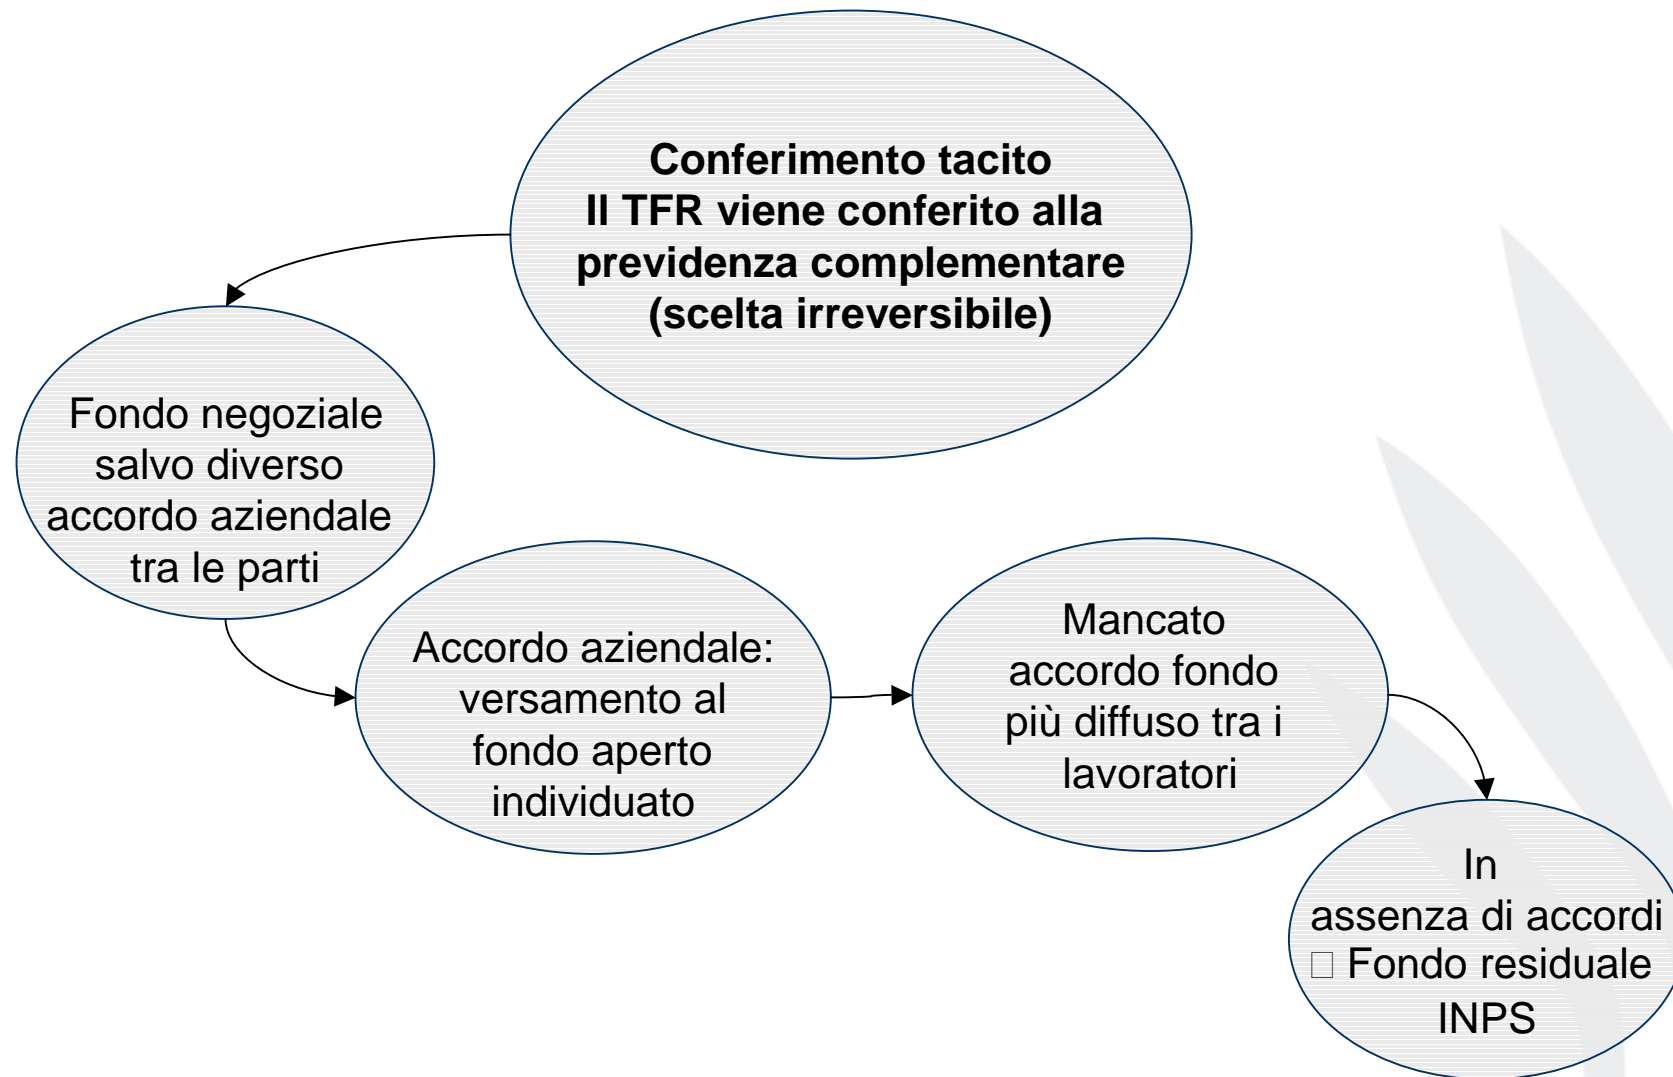 Conferimento tacito
Il TFR viene conferito alla
previdenza complementare
(scelta irreversibile)
Fondo negoziale
salvo diverso
accordo aziendale
tra le parti
Accordo aziendale:
versamento al
fondo aperto
individuato
Mancato
accordo fondo
più diffuso tra i
lavoratori
In
assenza di accordi
□ Fondo residuale
INPS